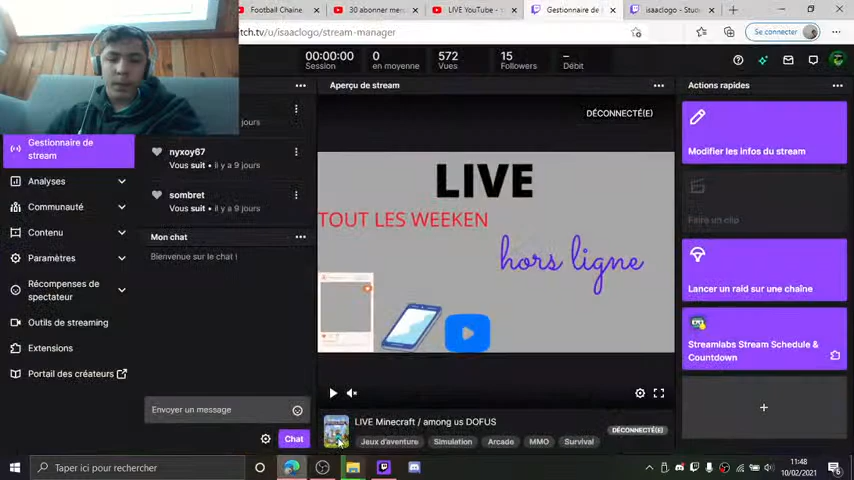 Football Chaine
30 abonner me
LIVE YouTube - st
Gestionnaire de
isaaclogo - Stu
tch.tv/u/isaaclogo/stream-manager
Se connecter
00:00:00
Session
0
en moyenne
572
Vues
15
Followers
–
Débit
jours
nyxoy67
Vous suit • il y a 9 jours
sombret
Vous suit • il y a 9 jours
Gestionnaire de
stream
Analyses
Communauté
Contenu
Paramètres
Récompenses de
spectateur
Outils de streaming
Extensions
Portail des créateurs
Mon chat
Bienvenue sur le chat !
Envoyer un message
Chat
Aperçu de stream
DÉCONNECTÉ(E)
LIVE
TOUT LES WEEKEN
hors ligne
LIVE Minecraft / among us DOFUS
Jeux d'aventure
Simulation
Arcade
MMO
Survival
DÉCONNECTÉ(E)
Actions rapides
Modifier les infos du stream
Faire un clip
Lancer un raid sur une chaîne
Streamlabs Stream Schedule &
Countdown
Taper ici pour rechercher
11:48
10/02/2021